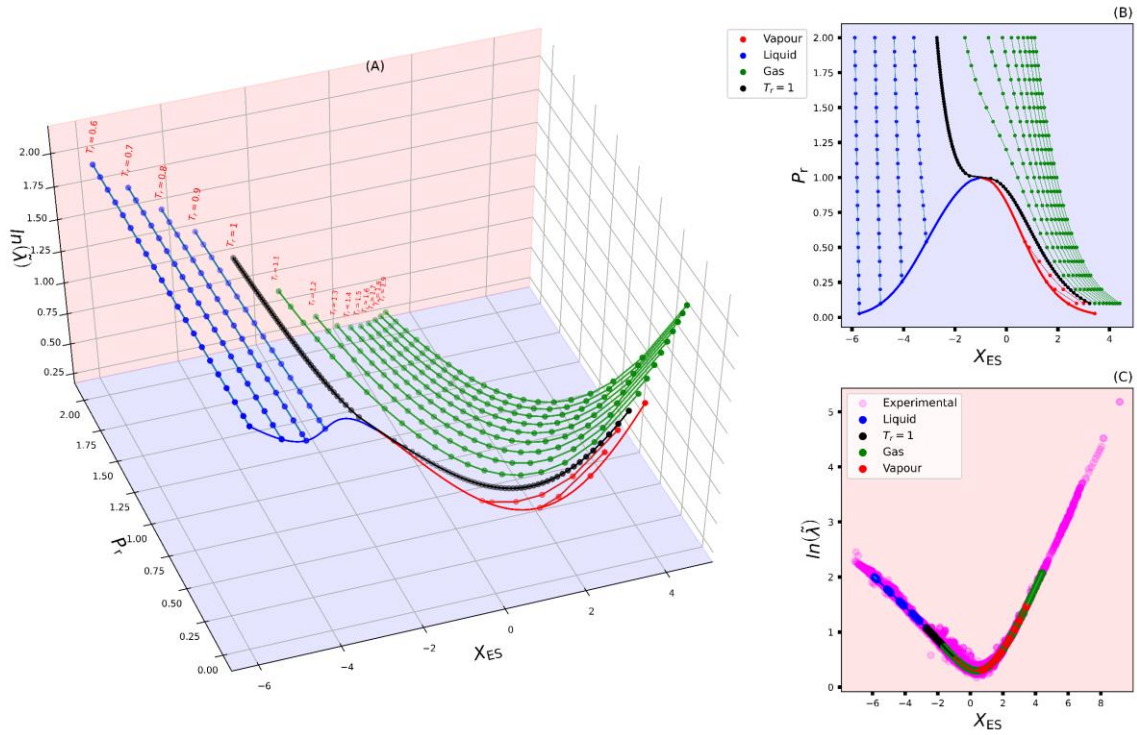 (A)
T_r = 0.6
T_r = 0.7
T_r = 0.8
T_r = 0.9
T_r = 1
T_r = 1.1
T_r = 1.2
T_r = 1.3
T_r = 1.4
T_r = 1.5
T_r = 1.6
ln(λ̃)
2.00
1.75
1.50
1.25
1.00
0.75
0.50
0.25
P_r
2.00
1.75
1.50
1.25
1.00
0.75
0.50
0.25
0.00
X_ES
−6
−4
−2
0
2
4
(B)
Vapour
Liquid
Gas
T_r = 1
P_r
2.00
1.75
1.50
1.25
1.00
0.75
0.50
0.25
0.00
−6 −4 −2 0 2 4
X_ES
(C)
Experimental
Liquid
T_r = 1
Gas
Vapour
ln(λ̃)
5
4
3
2
1
0
−6 −4 −2 0 2 4 6 8
X_ES